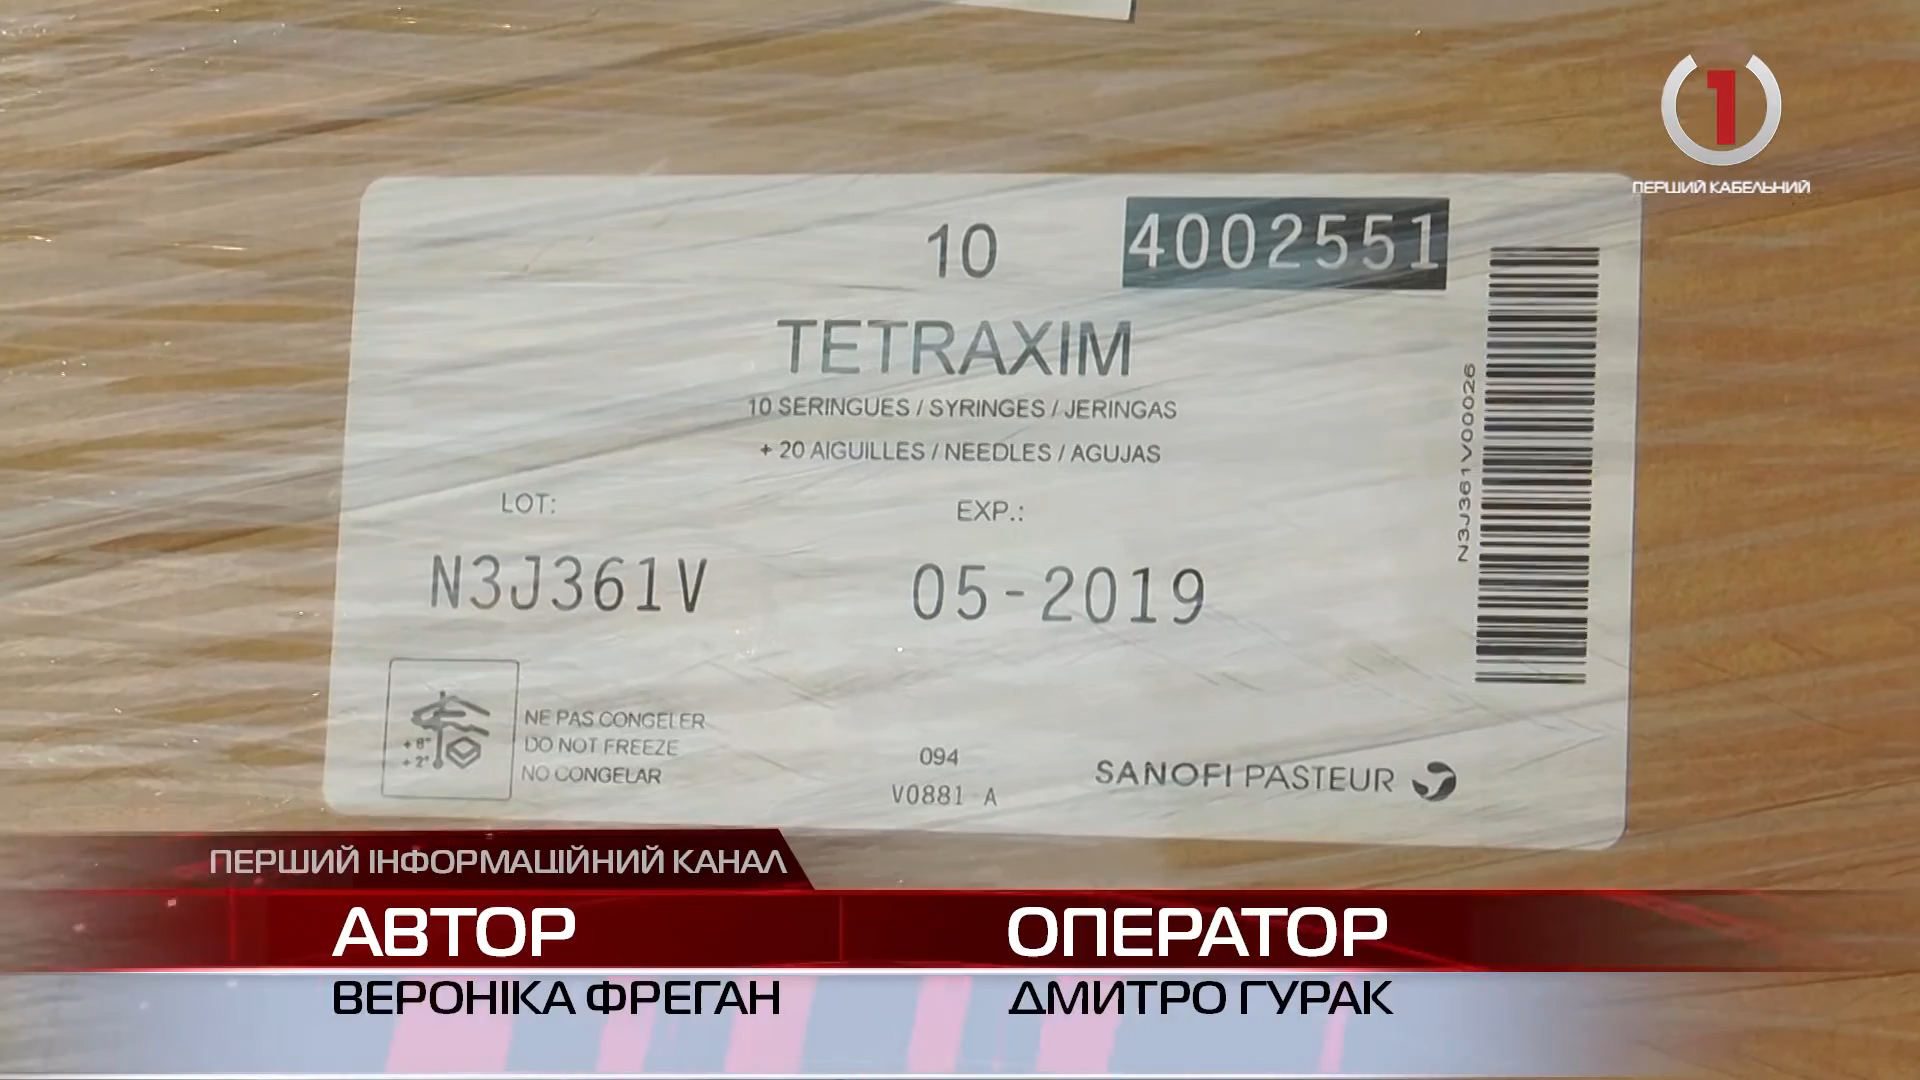 1
ПЕРШИЙ КАБЕЛЬНИЙ
10
4002551
TETRAXIM
10 SERINGUES / SYRINGES / JERINGAS
+ 20 AIGUILLES / NEEDLES / AGUJAS
LOT:
EXP.:
N3J361V
05-2019
N3J361V00026
+8°
+2°
NE PAS CONGELER
DO NOT FREEZE
NO CONGELAR
094
V0881 A
SANOFI PASTEUR
ПЕРШИЙ ІНФОРМАЦІЙНИЙ КАНАЛ
АВТОР
ОПЕРАТОР
ВЕРОНІКА ФРЕГАН
ДМИТРО ГУРАК